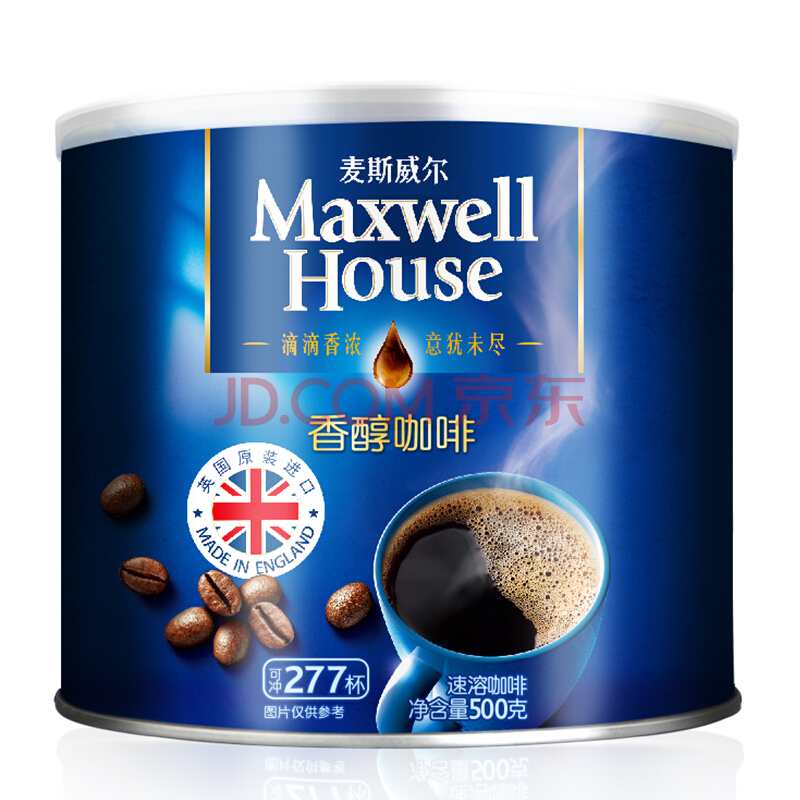 麦斯威尔
Maxwell
House
滴滴香浓 意犹未尽
JD.COM 京东
香醇咖啡
英国原装进口
MADE IN ENGLAND
可冲277杯
图片仅供参考
速溶咖啡
净含量500克